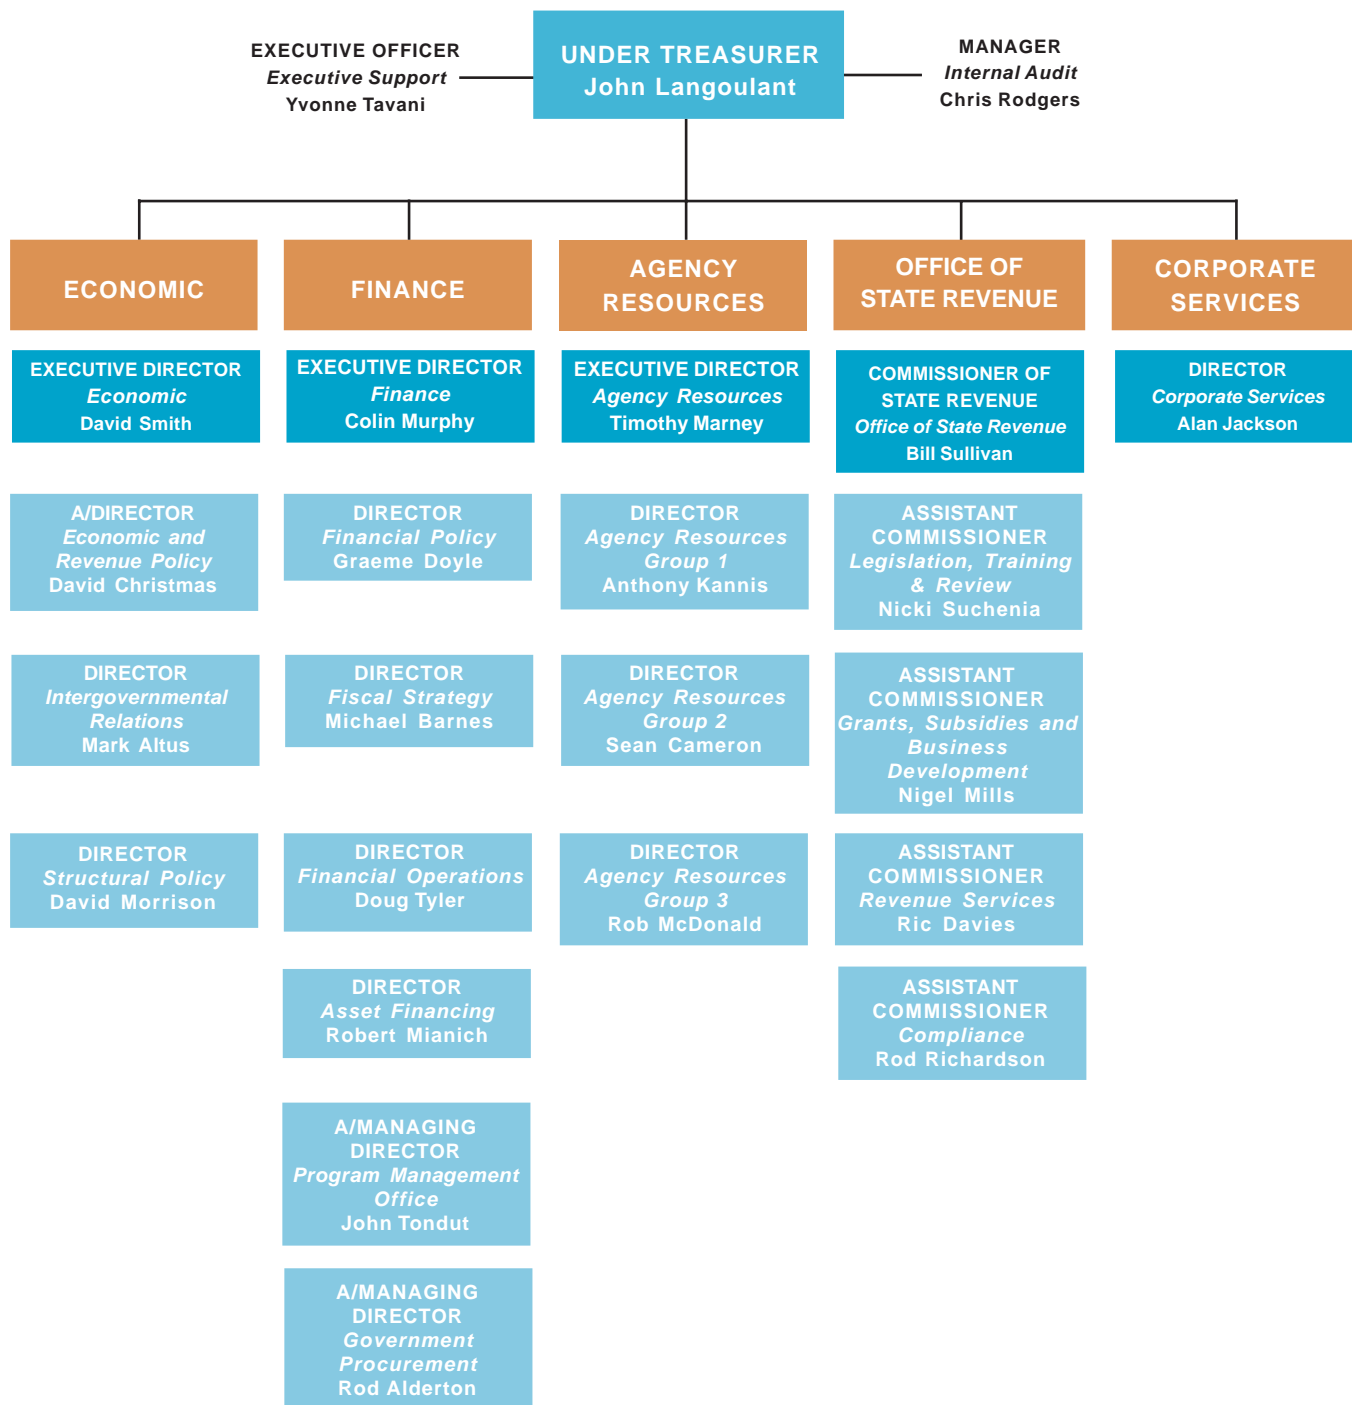 EXECUTIVE OFFICER
Executive Support
Yvonne Tavani
UNDER TREASURER
John Langoulant
MANAGER
Internal Audit
Chris Rodgers
ECONOMIC
EXECUTIVE DIRECTOR
Economic
David Smith
A/DIRECTOR
Economic and
Revenue Policy
David Christmas
DIRECTOR
Intergovernmental
Relations
Mark Altus
DIRECTOR
Structural Policy
David Morrison
FINANCE
EXECUTIVE DIRECTOR
Finance
Colin Murphy
DIRECTOR
Financial Policy
Graeme Doyle
DIRECTOR
Fiscal Strategy
Michael Barnes
DIRECTOR
Financial Operations
Doug Tyler
DIRECTOR
Asset Financing
Robert Mianich
A/MANAGING
DIRECTOR
Program Management
Office
John Tondut
A/MANAGING
DIRECTOR
Government
Procurement
Rod Alderton
AGENCY
RESOURCES
EXECUTIVE DIRECTOR
Agency Resources
Timothy Marney
DIRECTOR
Agency Resources
Group 1
Anthony Kannis
DIRECTOR
Agency Resources
Group 2
Sean Cameron
DIRECTOR
Agency Resources
Group 3
Rob McDonald
OFFICE OF
STATE REVENUE
COMMISSIONER OF
STATE REVENUE
Office of State Revenue
Bill Sullivan
ASSISTANT
COMMISSIONER
Legislation, Training
& Review
Nicki Suchenia
ASSISTANT
COMMISSIONER
Grants, Subsidies and
Business
Development
Nigel Mills
ASSISTANT
COMMISSIONER
Revenue Services
Ric Davies
ASSISTANT
COMMISSIONER
Compliance
Rod Richardson
CORPORATE
SERVICES
DIRECTOR
Corporate Services
Alan Jackson